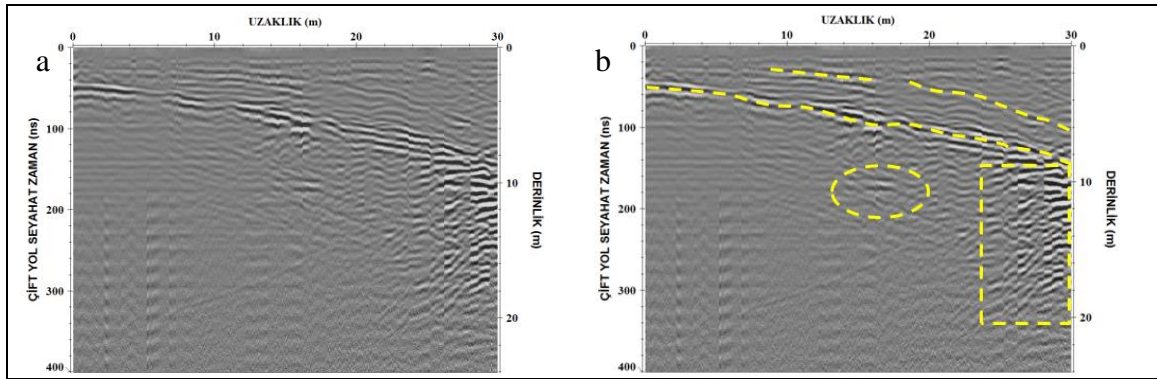 UZAKLIK (m)
0 10 20 30
a
ÇİFT YOL SEYAHAT ZAMAN (ns)
0
100
200
300
400
DERİNLİK (m)
0
10
20
UZAKLIK (m)
0 10 20 30
b
ÇİFT YOL SEYAHAT ZAMAN (ns)
0
100
200
300
400
DERİNLİK (m)
0
10
20